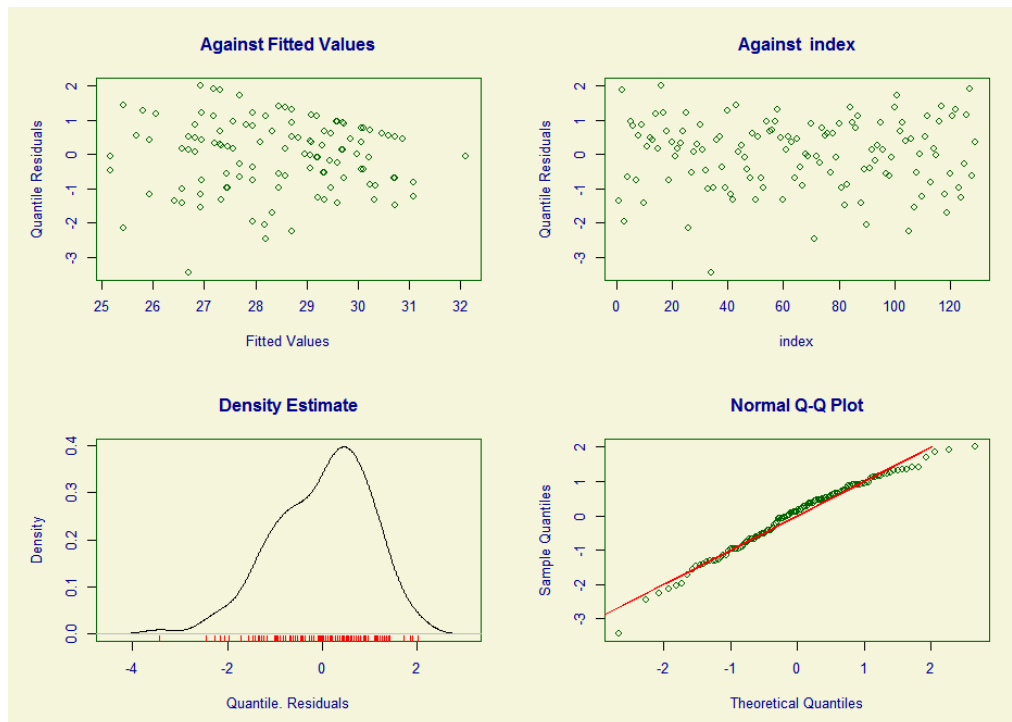 Against Fitted Values
Quantile Residuals
2
1
0
-1
-2
-3
25 26 27 28 29 30 31 32
Fitted Values
Against index
Quantile Residuals
2
1
0
-1
-2
-3
0 20 40 60 80 100 120
index
Density Estimate
Density
0.4
0.3
0.2
0.1
0.0
-4 -2 0 2
Quantile. Residuals
Normal Q-Q Plot
Sample Quantiles
2
1
0
-1
-2
-3
-2 -1 0 1 2
Theoretical Quantiles